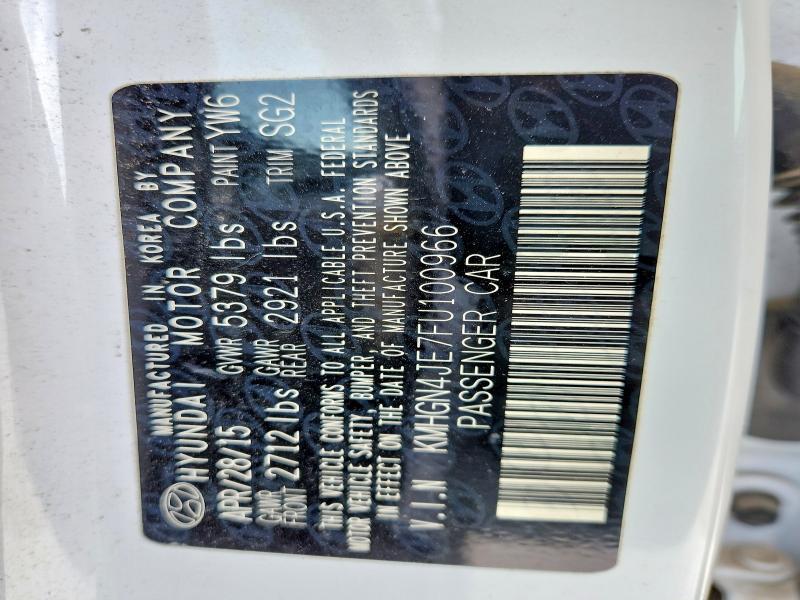 MANUFACTURED IN KOREA BY
HYUNDAI MOTOR COMPANY
APR/28/15 GVWR 5379 lbs PAINT YW6
GAWR FRONT 2712 lbs GAWR REAR 2921 lbs TRIM SG2
THIS VEHICLE CONFORMS TO ALL APPLICABLE U.S.A. FEDERAL
MOTOR VEHICLE SAFETY, BUMPER, AND THEFT PREVENTION STANDARDS
IN EFFECT ON THE DATE OF MANUFACTURE SHOWN ABOVE
V.I.N KMHGN4JE7FU100966
PASSENGER CAR